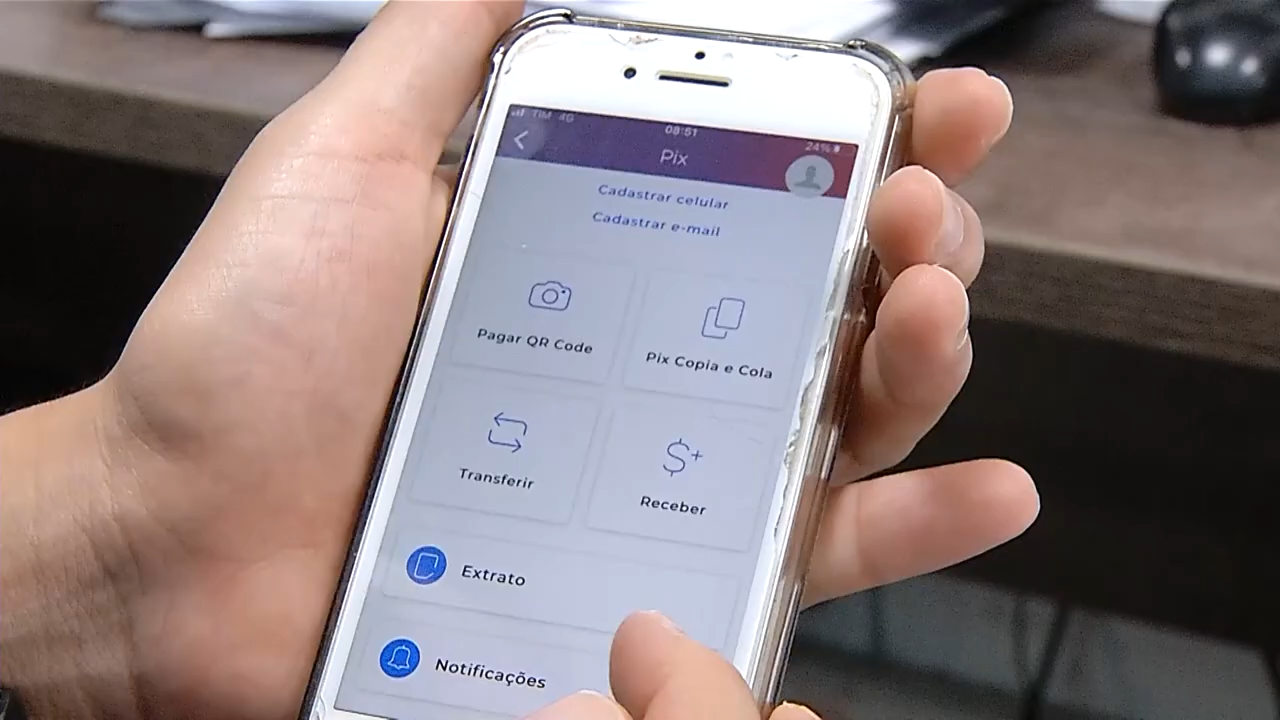 TIM 4G
08:51
24%
Pix
Cadastrar celular
Cadastrar e-mail
Pagar QR Code
Pix Copia e Cola
Transferir
Receber
Extrato
Notificações